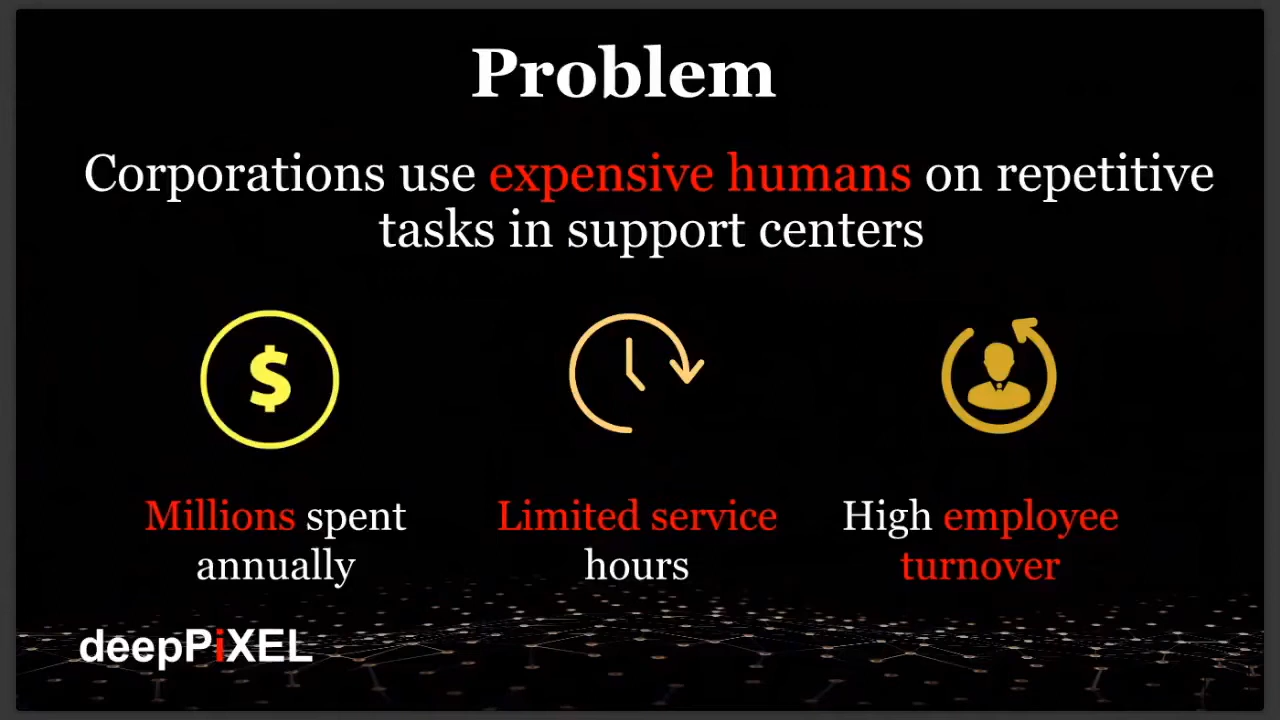 Problem
Corporations use expensive humans on repetitive
tasks in support centers
$
Millions spent
annually
Limited service
hours
High employee
turnover
deepPiXEL